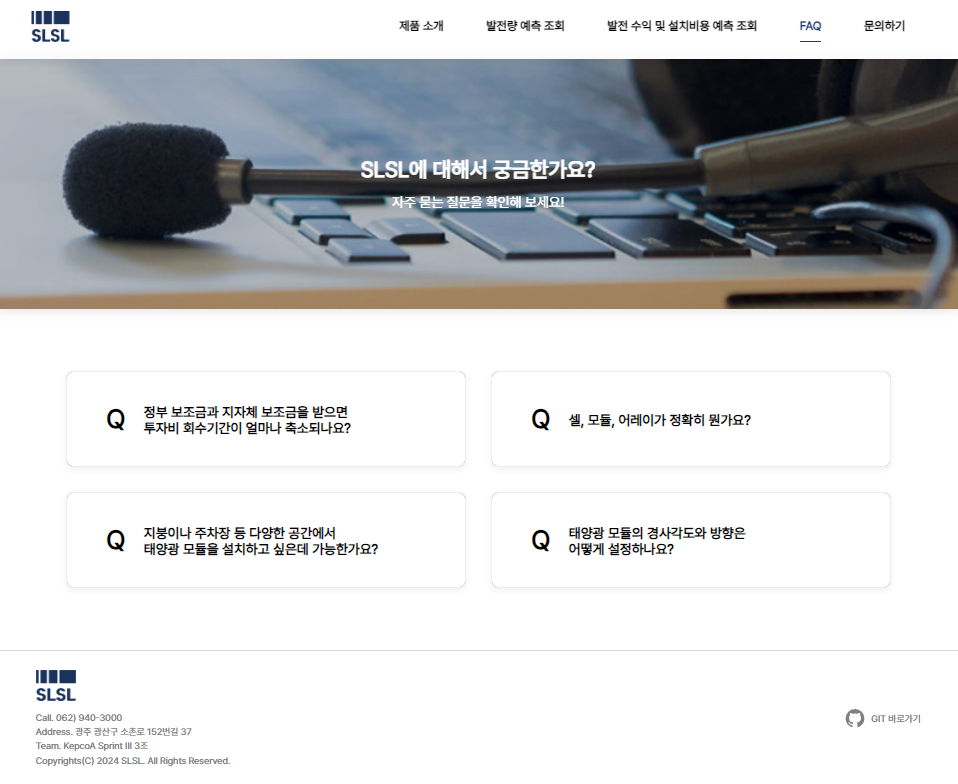 SLSL
제품 소개
발전량 예측 조회
발전 수익 및 설치비용 예측 조회
FAQ
문의하기
SLSL에 대해서 궁금한가요?
자주 묻는 질문을 확인해 보세요!
Q
정부 보조금과 지자체 보조금을 받으면
투자비 회수기간이 얼마나 축소되나요?
Q
셀, 모듈, 어레이가 정확히 뭔가요?
Q
지붕이나 주차장 등 다양한 공간에서
태양광 모듈을 설치하고 싶은데 가능한가요?
Q
태양광 모듈의 경사각도와 방향은
어떻게 설정하나요?
SLSL
Call. 062) 940-3000
Address. 광주 광산구 소촌로 152번길 37
Team. KepcoA Sprint III 3조
Copyrights(C) 2024 SLSL. All Rights Reserved.
GIT 바로가기